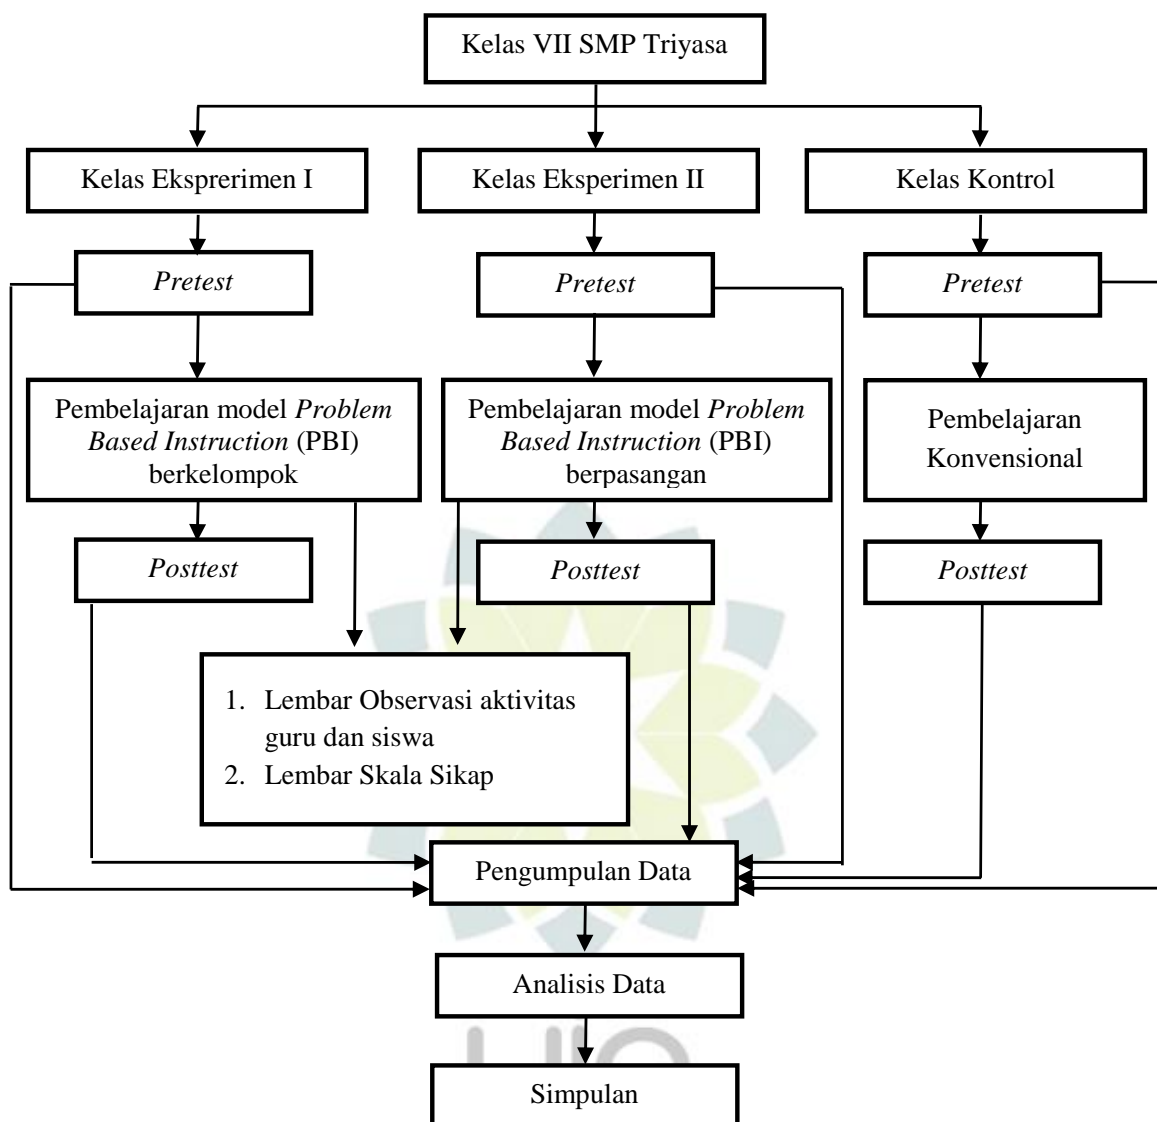 Kelas VII SMP Triyasa
Kelas Eksprerimen I
Kelas Eksperimen II
Kelas Kontrol
Pretest
Pretest
Pretest
Pembelajaran model Problem
Based Instruction (PBI)
berkelompok
Pembelajaran model Problem
Based Instruction (PBI)
berpasangan
Pembelajaran
Konvensional
Posttest
Posttest
Posttest
1. Lembar Observasi aktivitas
guru dan siswa
2. Lembar Skala Sikap
Pengumpulan Data
Analisis Data
Simpulan